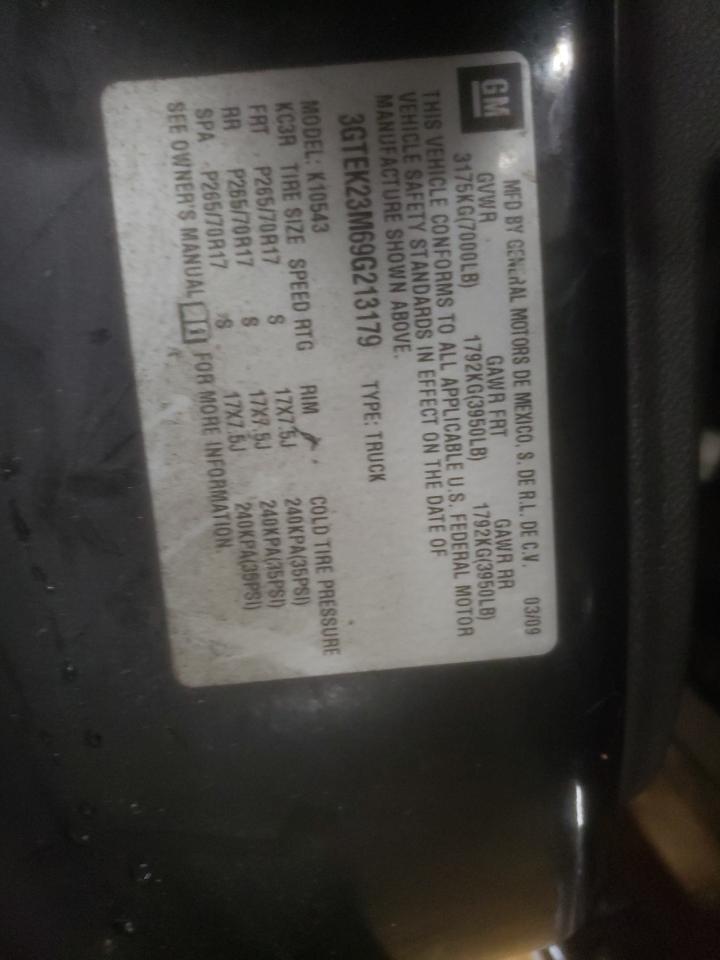 GM
MFD BY GENERAL MOTORS DE MEXICO, S. DE R.L. DE C.V. 03/09
GVWR GAWR FRT GAWR RR
3175KG(7000LB) 1792KG(3950LB) 1792KG(3950LB)
THIS VEHICLE CONFORMS TO ALL APPLICABLE U.S. FEDERAL MOTOR
VEHICLE SAFETY STANDARDS IN EFFECT ON THE DATE OF
MANUFACTURE SHOWN ABOVE.
3GTEK23M69G213179 TYPE: TRUCK
MODEL: K10543
KC3R TIRE SIZE SPEED RTG RIM COLD TIRE PRESSURE
FRT P265/70R17 S 17X7.5J 240KPA(35PSI)
RR P265/70R17 S 17X7.5J 240KPA(35PSI)
SPA P265/70R17 S 17X7.5J 240KPA(35PSI)
SEE OWNER'S MANUAL FOR MORE INFORMATION